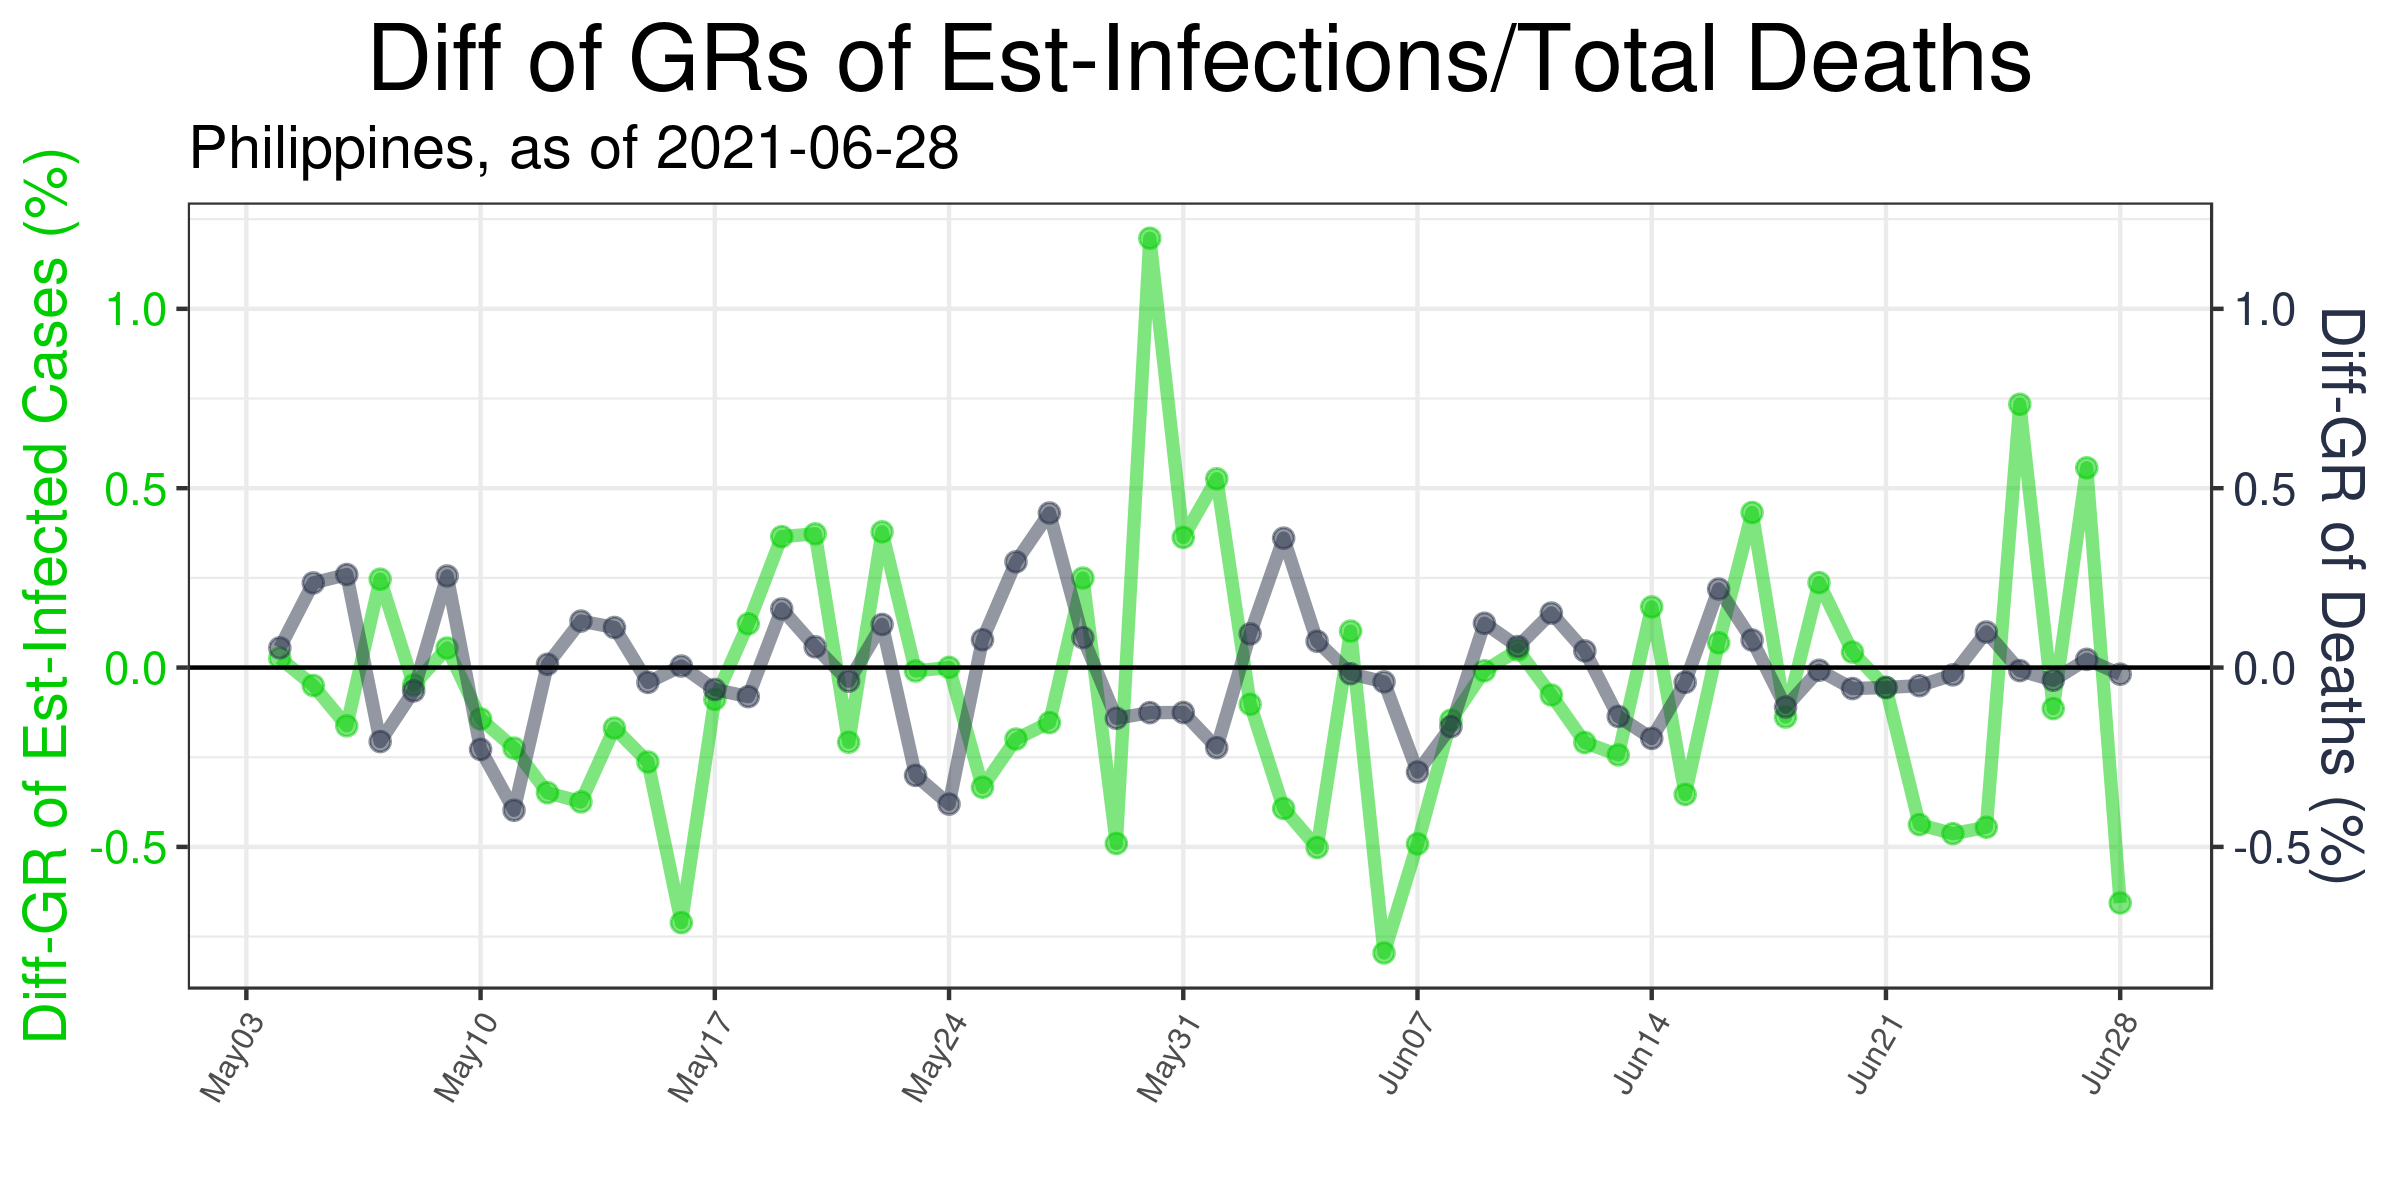 Diff of GRs of Est-Infections/Total Deaths
Philippines, as of 2021-06-28
Diff-GR of Est-Infected Cases (%)
1.0
0.5
0.0
-0.5
1.0
0.5
0.0
-0.5
Diff-GR of Deaths (%)
May03
May10
May17
May24
May31
Jun07
Jun14
Jun21
Jun28